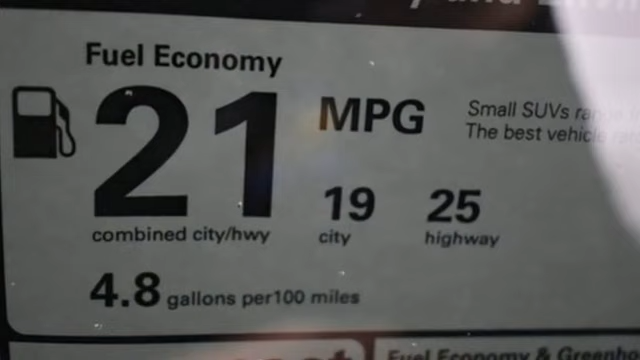 Fuel Economy
21 MPG
Small SUVs
The best vehicle
19 25
combined city/hwy city highway
4.8 gallons per100 miles
Fuel Economy &